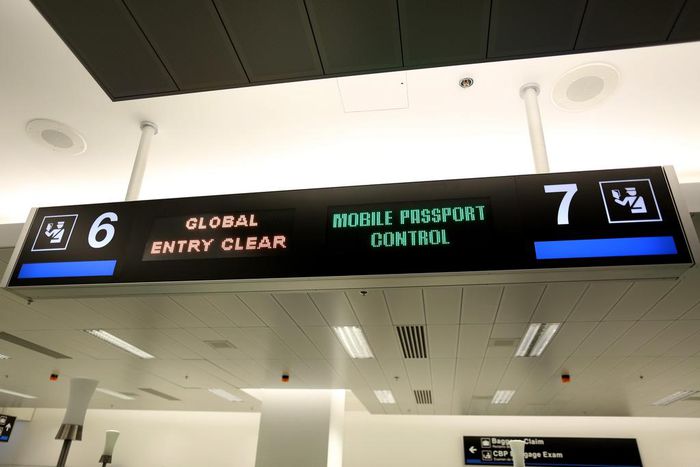 6
GLOBAL
ENTRY CLEAR
MOBILE PASSPORT
CONTROL
7
Baggage Claim
CBP Baggage Exam